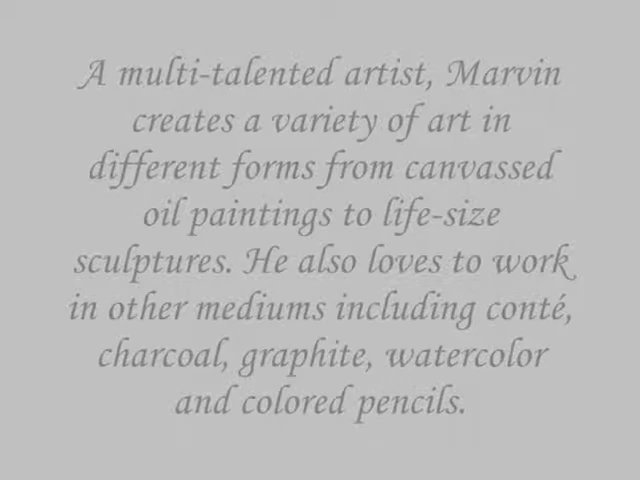 A multi-talented artist, Marvin
creates a variety of art in
different forms from canvassed
oil paintings to life-size
sculptures. He also loves to work
in other mediums including conté,
charcoal, graphite, watercolor
and colored pencils.